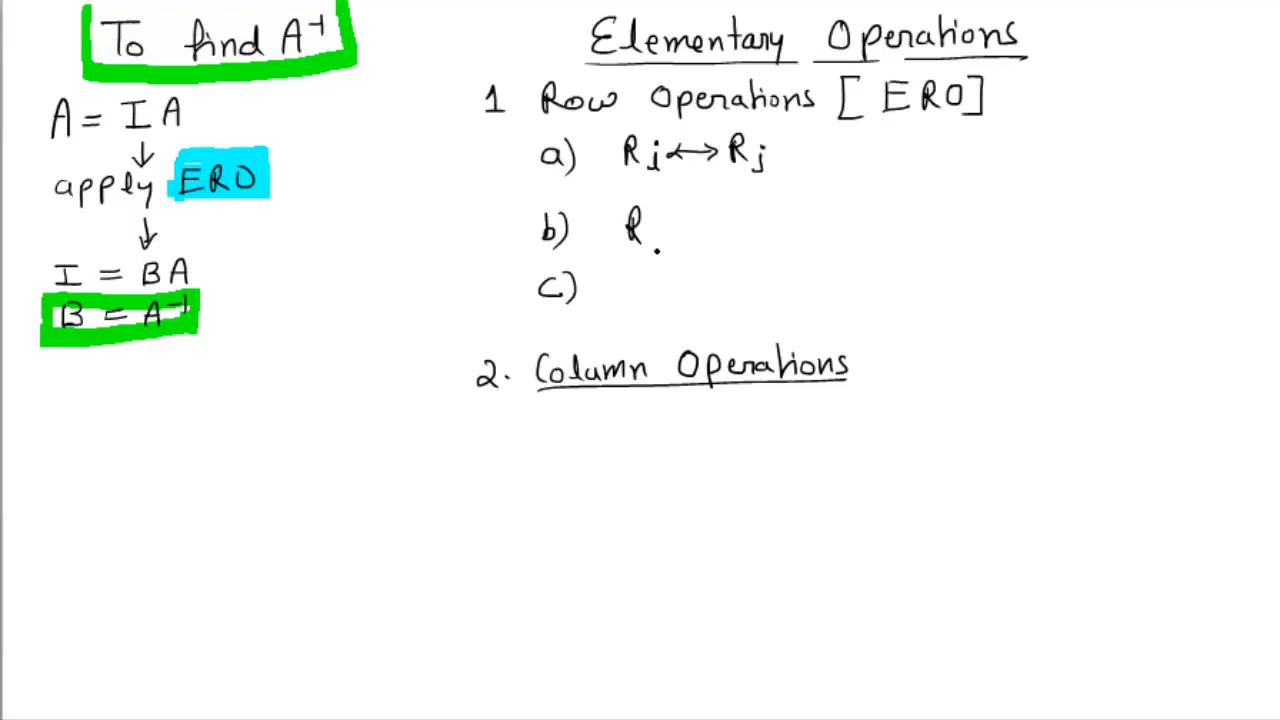 To find A⁻¹
A = I A
↓
apply ERO
↓
I = BA
B = A⁻¹
Elementary Operations
1 Row Operations [ERO]
a) Ri ↔ Rj
b) R
c)
2. Column Operations